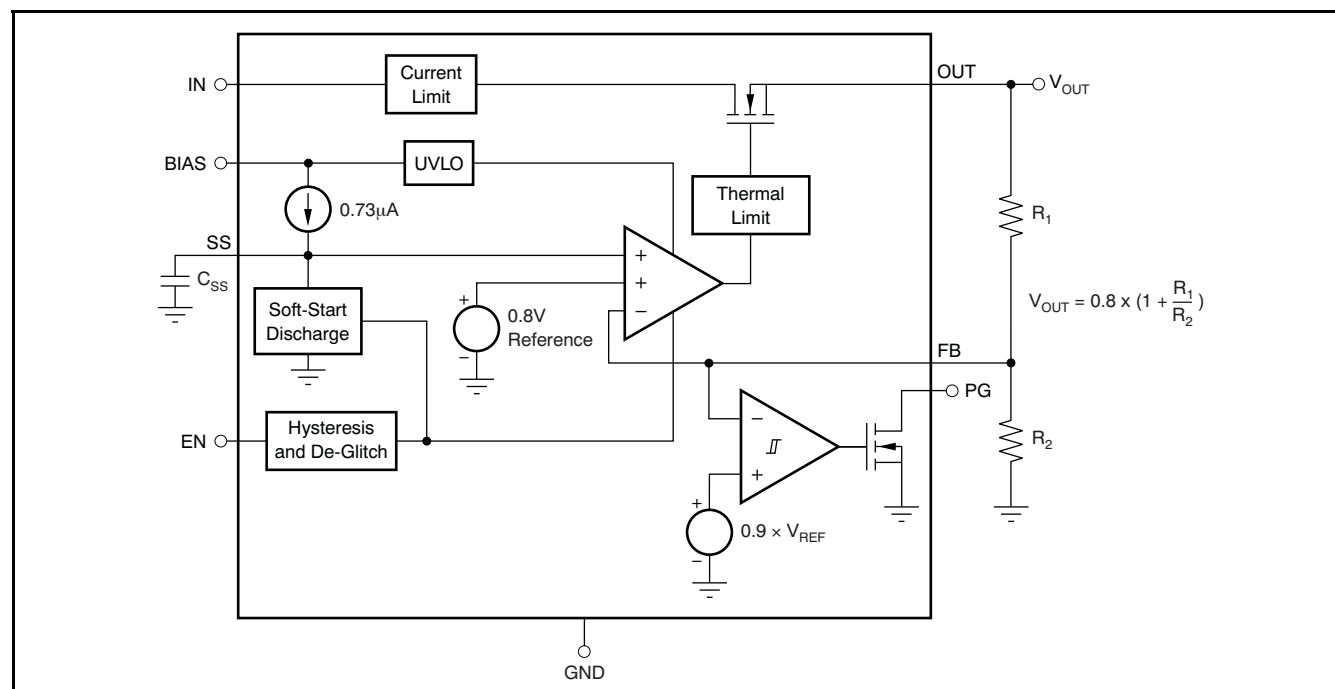 IN
Current
Limit
OUT
V_OUT
BIAS
UVLO
0.73μA
Thermal
Limit
R_1
SS
C_SS
+
+
−
Soft-Start
Discharge
+
0.8V
Reference
−
V_OUT = 0.8 x (1 + R_1/R_2)
FB
PG
EN
Hysteresis
and De-Glitch
−
+
R_2
+
0.9 × V_REF
−
GND